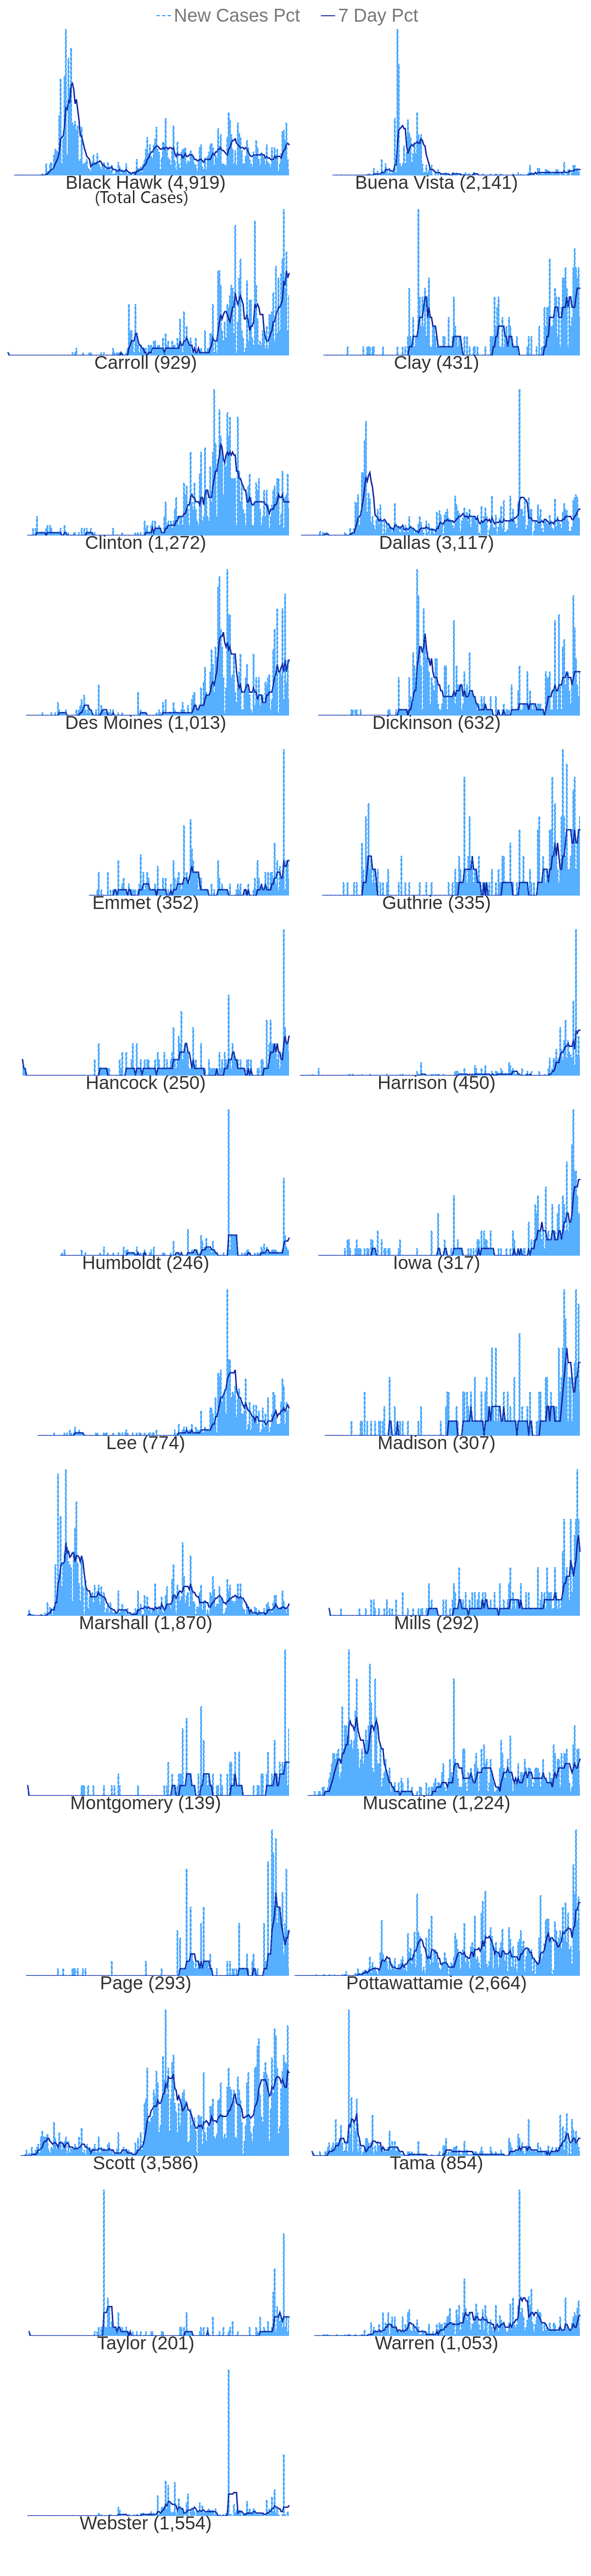 New Cases Pct 7 Day Pct
Black Hawk (4,919) Buena Vista (2,141)
(Total Cases)
Carroll (929) Clay (431)
Clinton (1,272) Dallas (3,117)
Des Moines (1,013) Dickinson (632)
Emmet (352) Guthrie (335)
Hancock (250) Harrison (450)
Humboldt (246) Iowa (317)
Lee (774) Madison (307)
Marshall (1,870) Mills (292)
Montgomery (139) Muscatine (1,224)
Page (293) Pottawattamie (2,664)
Scott (3,586) Tama (854)
Taylor (201) Warren (1,053)
Webster (1,554)